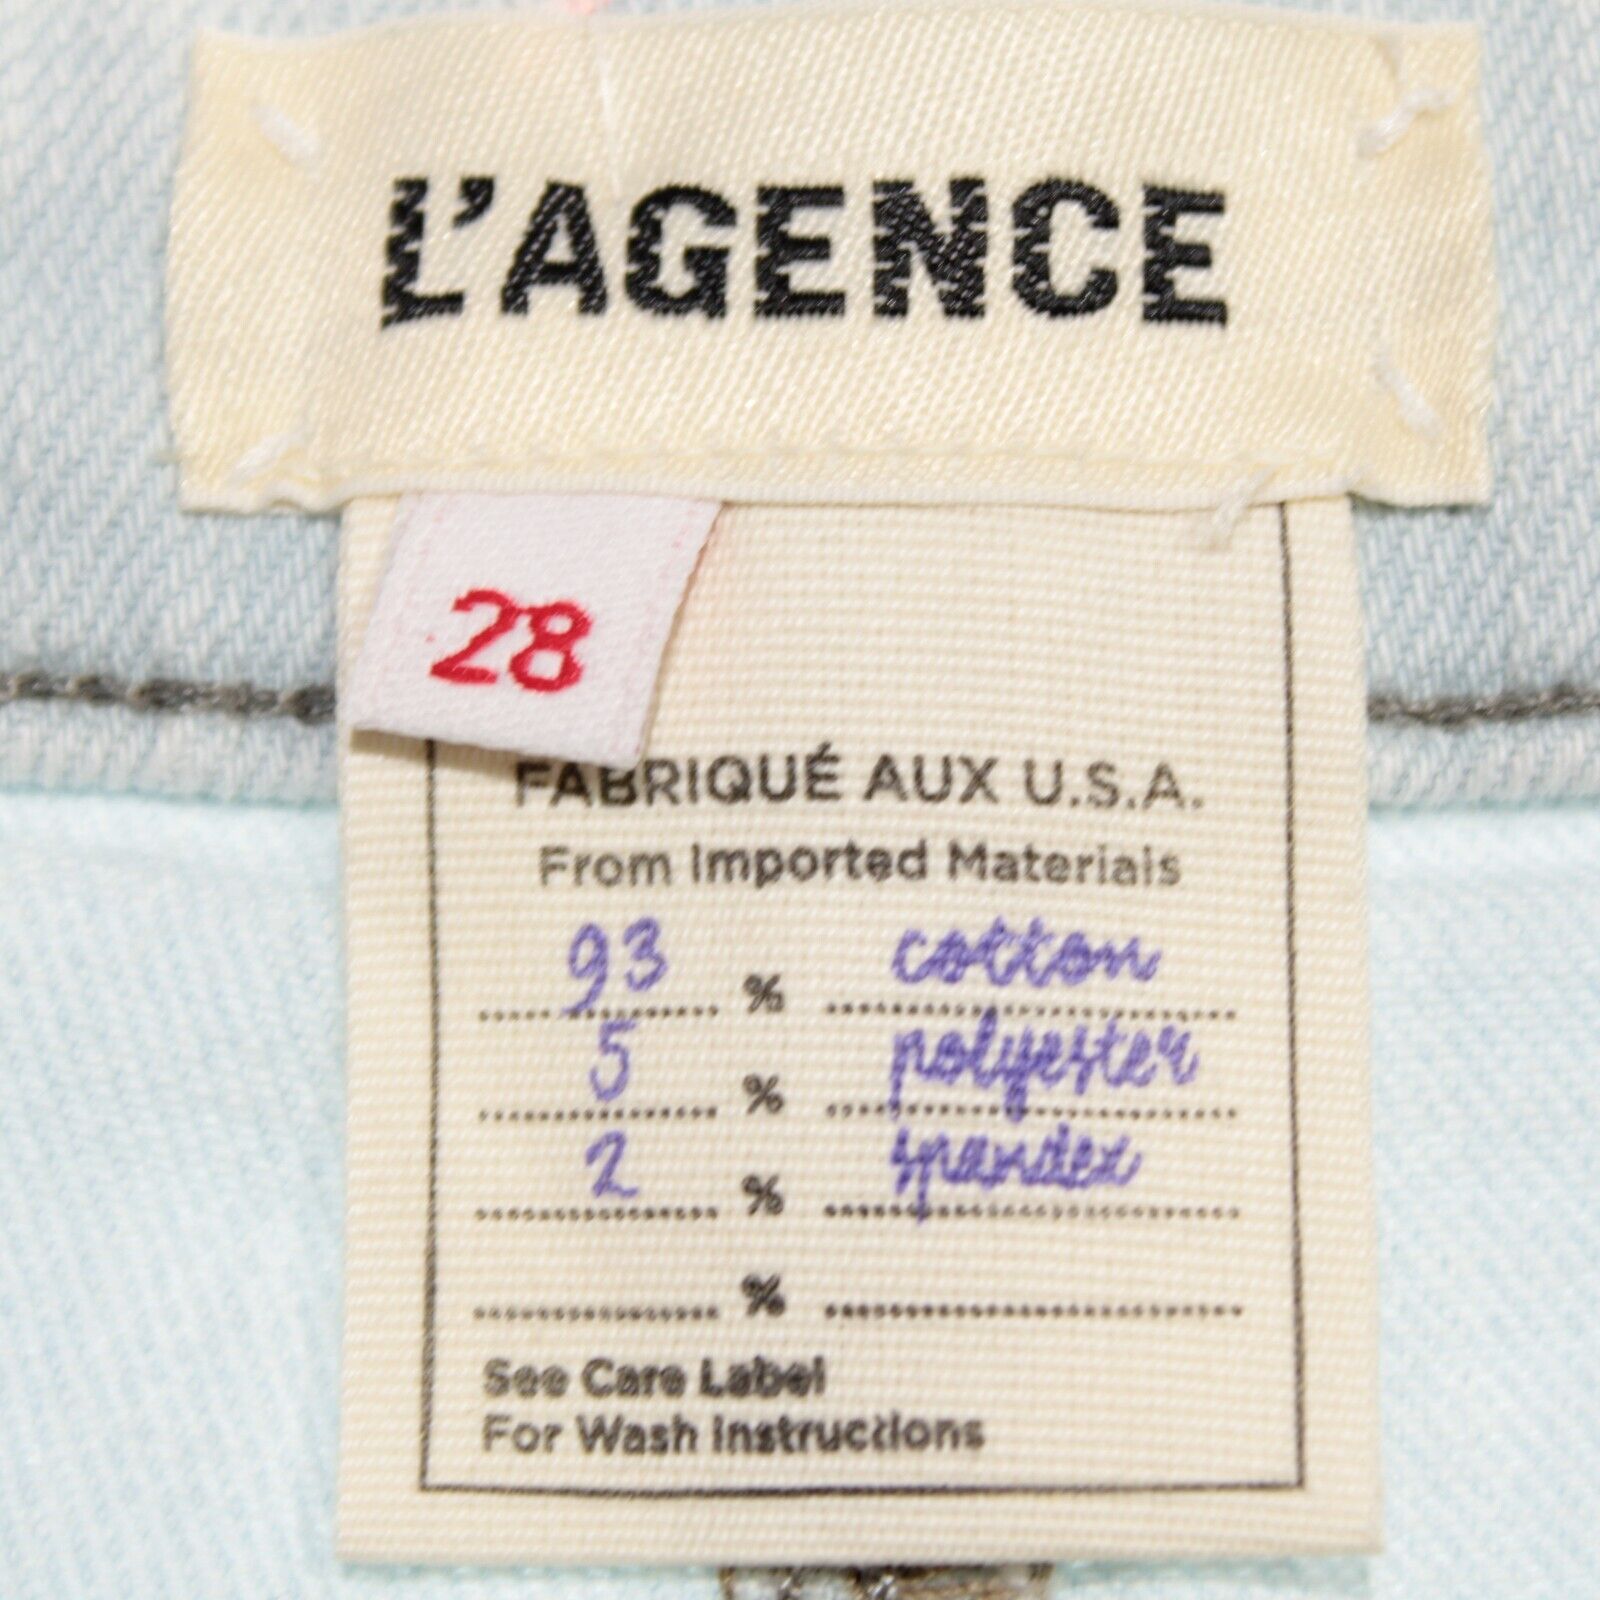 L'AGENCE
28
FABRIQUÉ AUX U.S.A.
From Imported Materials
93 % cotton
5 % polyester
2 % spandex
%
See Care Label
For Wash Instructions